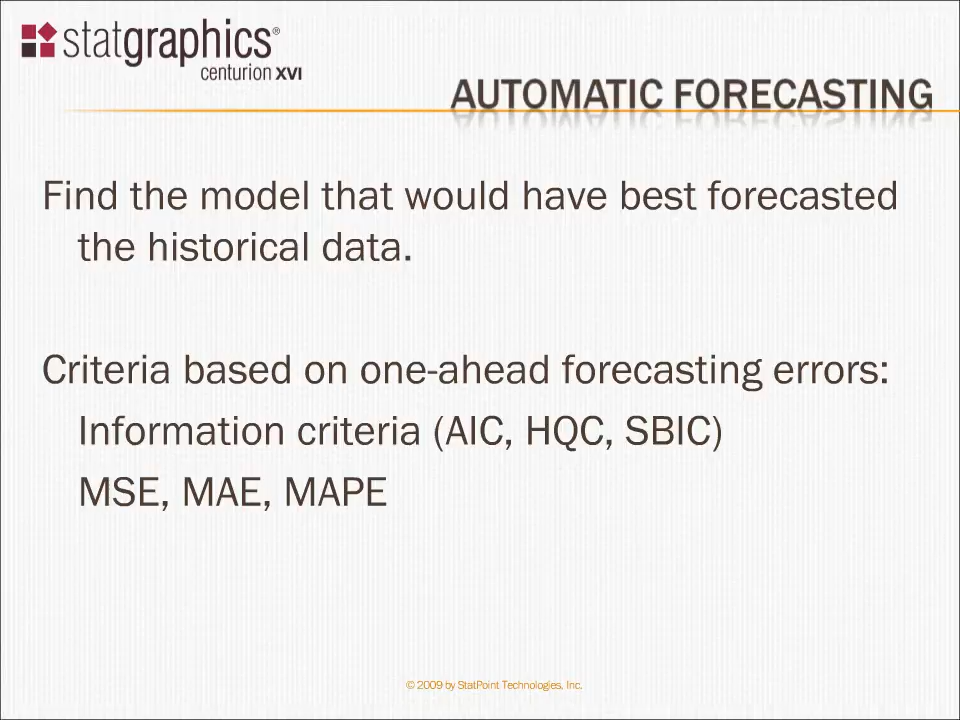 statgraphics®
centurion XVI
AUTOMATIC FORECASTING
Find the model that would have best forecasted
the historical data.
Criteria based on one-ahead forecasting errors:
Information criteria (AIC, HQC, SBIC)
MSE, MAE, MAPE
© 2009 by StatPoint Technologies, Inc.